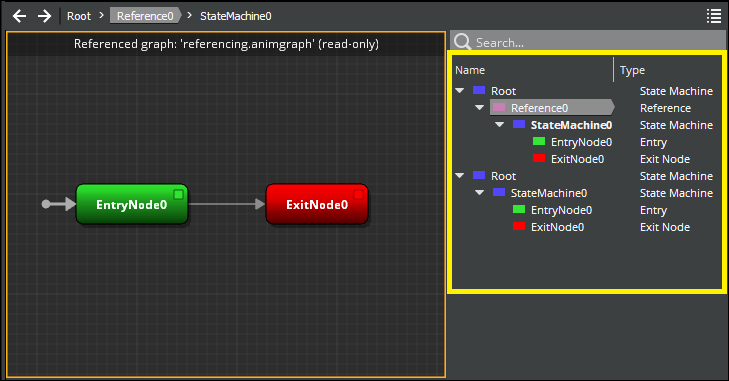 Root Reference0 StateMachine0
Referenced graph: 'referencing.animgraph' (read-only)
EntryNode0 ExitNode0
Search...
Name Type
Root State Machine
Reference0 Reference
StateMachine0 State Machine
EntryNode0 Entry
ExitNode0 Exit Node
Root State Machine
StateMachine0 State Machine
EntryNode0 Entry
ExitNode0 Exit Node